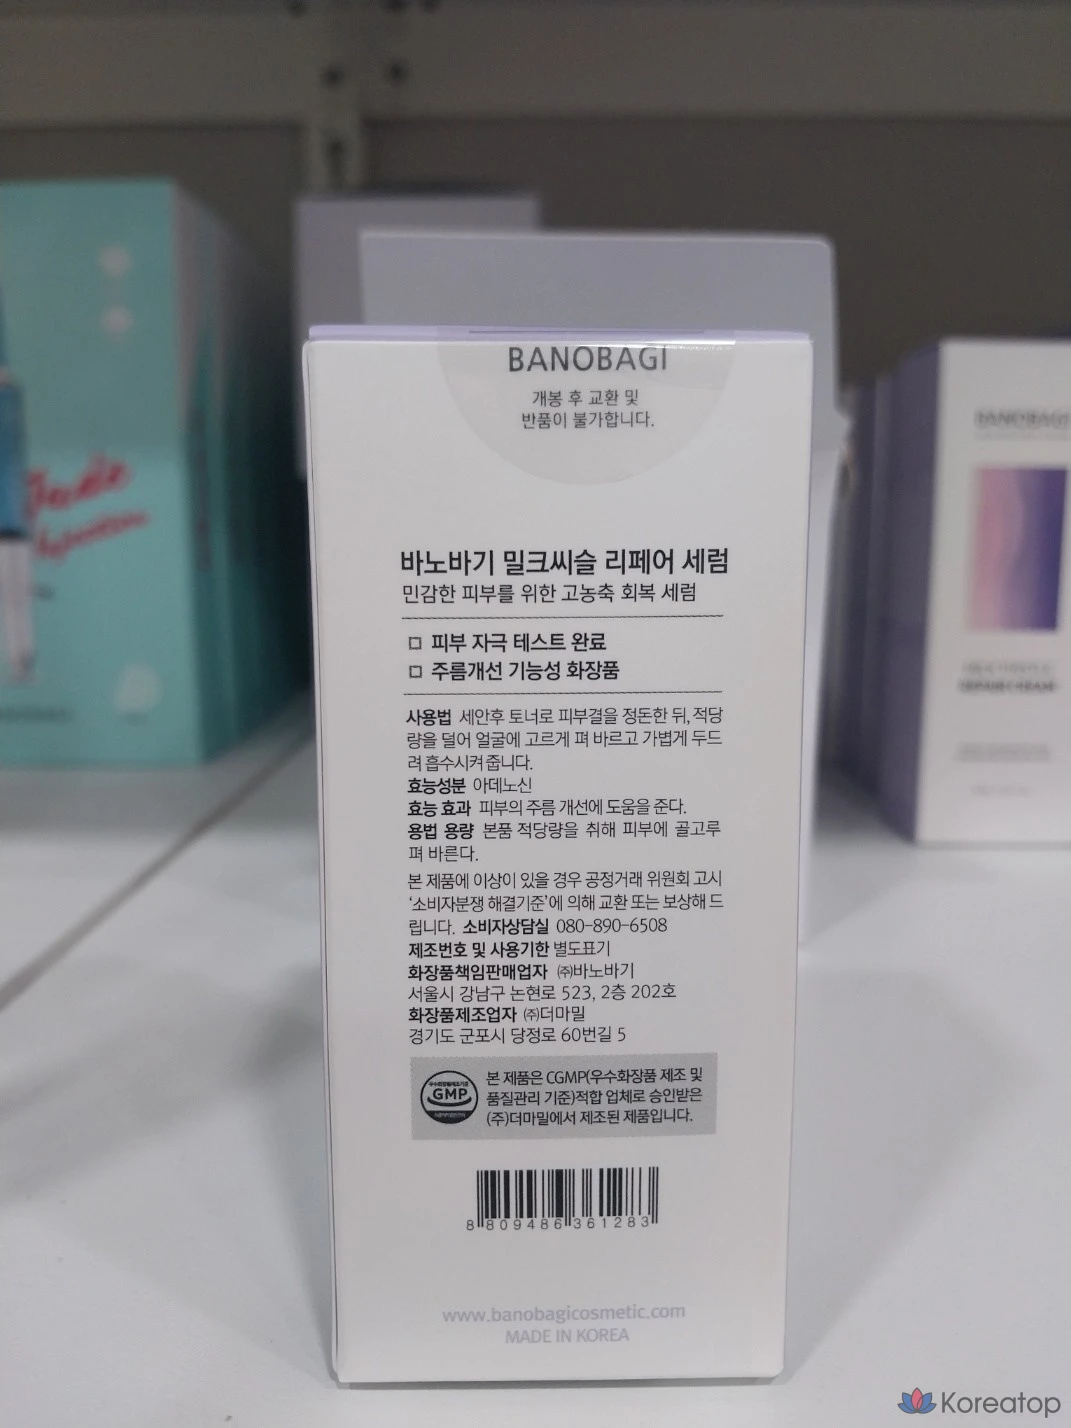 BANOBAGI
개봉 후 교환 및
반품이 불가합니다.
바노바기 밀크씨슬 리페어 세럼
민감한 피부를 위한 고농축 회복 세럼
□ 피부 자극 테스트 완료
□ 주름개선 기능성 화장품
사용법 세안후 토너로 피부결을 정돈한 뒤, 적당
량을 덜어 얼굴에 고르게 펴 바르고 가볍게 두드
려 흡수시켜 줍니다.
효능성분 아데노신
효능 효과 피부의 주름 개선에 도움을 준다.
용법 용량 본품 적당량을 취해 피부에 골고루
펴 바른다.
본 제품에 이상이 있을 경우 공정거래 위원회 고시
‘소비자분쟁 해결기준’에 의해 교환 또는 보상해 드
립니다. 소비자상담실 080-890-6508
제조번호 및 사용기한 별도표기
화장품책임판매업자 ㈜바노바기
서울시 강남구 논현로 523, 2층 202호
화장품제조업자 ㈜더마밀
경기도 군포시 당정로 60번길 5
GMP
본 제품은 CGMP(우수화장품 제조 및
품질관리 기준)적합 업체로 승인받은
(주)더마밀에서 제조된 제품입니다.
8 809486 361283
www.banobagicosmetic.com
MADE IN KOREA
BANOBAGI
Koreatop